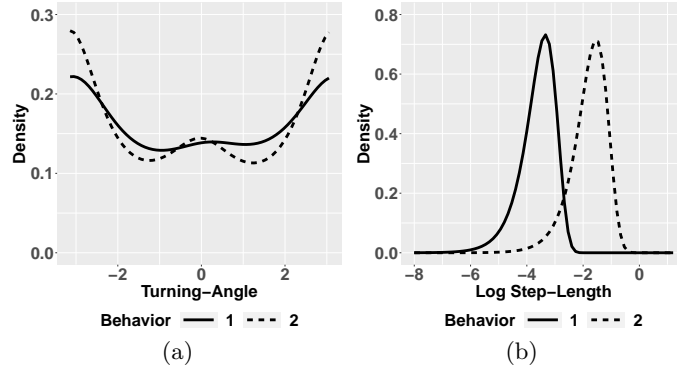 0.3
0.2
0.1
0.0
Density
−2 0 2
Turning−Angle
Behavior 1 2
(a)
0.8
0.6
0.4
0.2
0.0
Density
−8 −6 −4 −2 0
Log Step−Length
Behavior 1 2
(b)